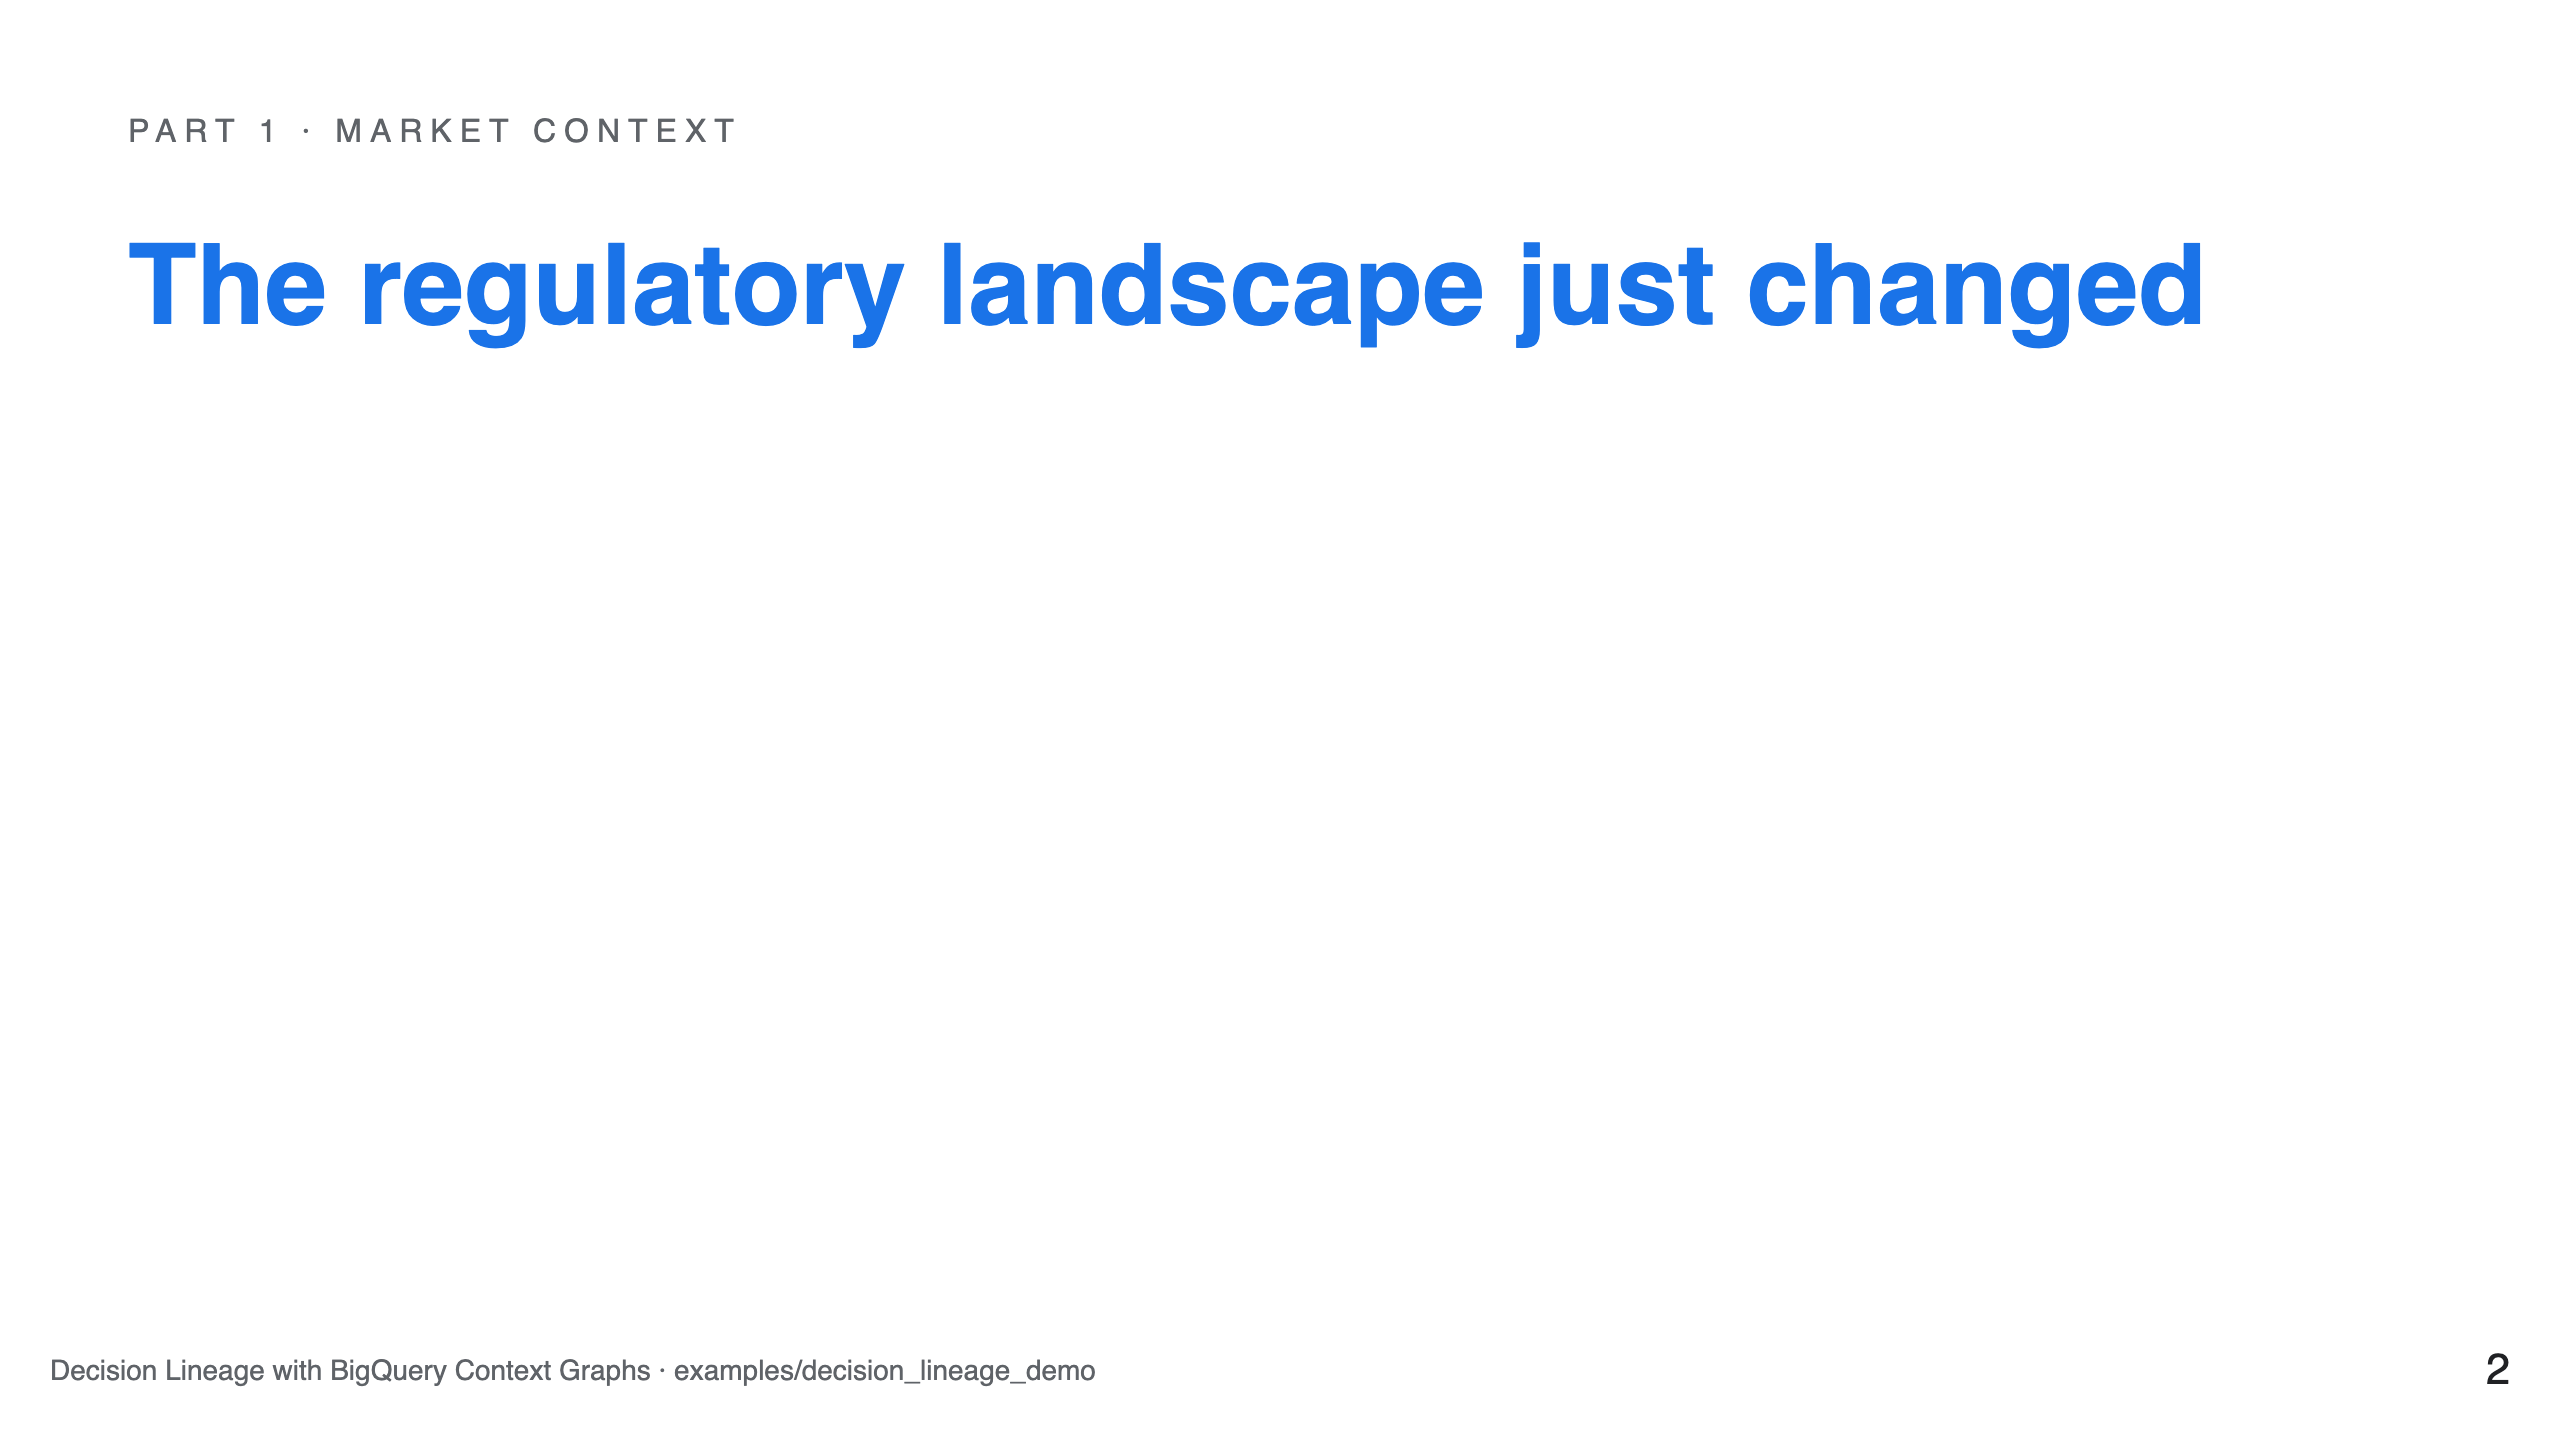 PART 1 · MARKET CONTEXT
The regulatory landscape just changed
Decision Lineage with BigQuery Context Graphs · examples/decision_lineage_demo
2